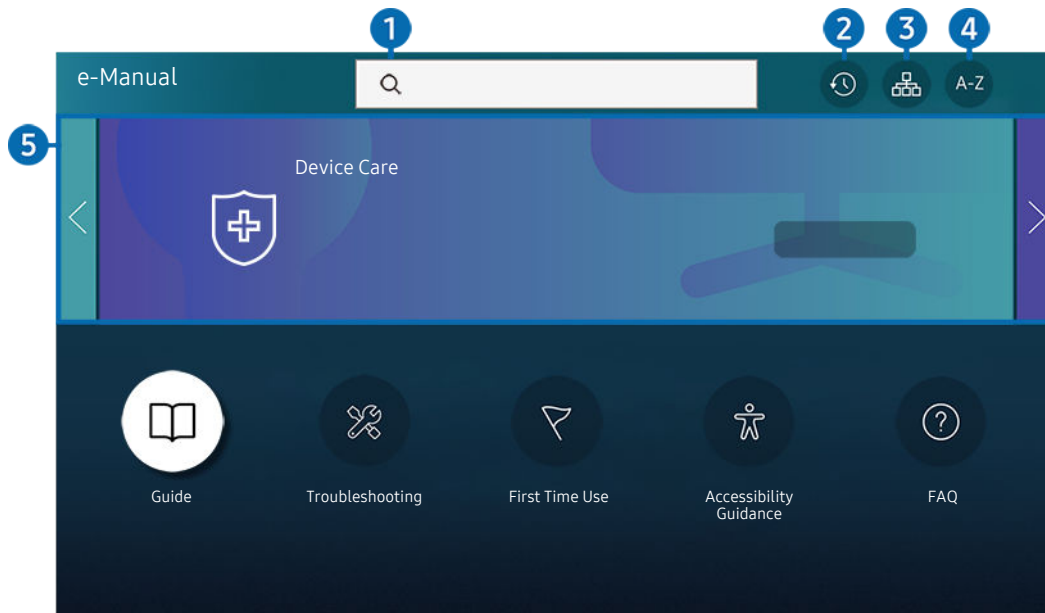 1
2
3
4
e-Manual
A-Z
5
Device Care
Guide
Troubleshooting
First Time Use
Accessibility
Guidance
FAQ